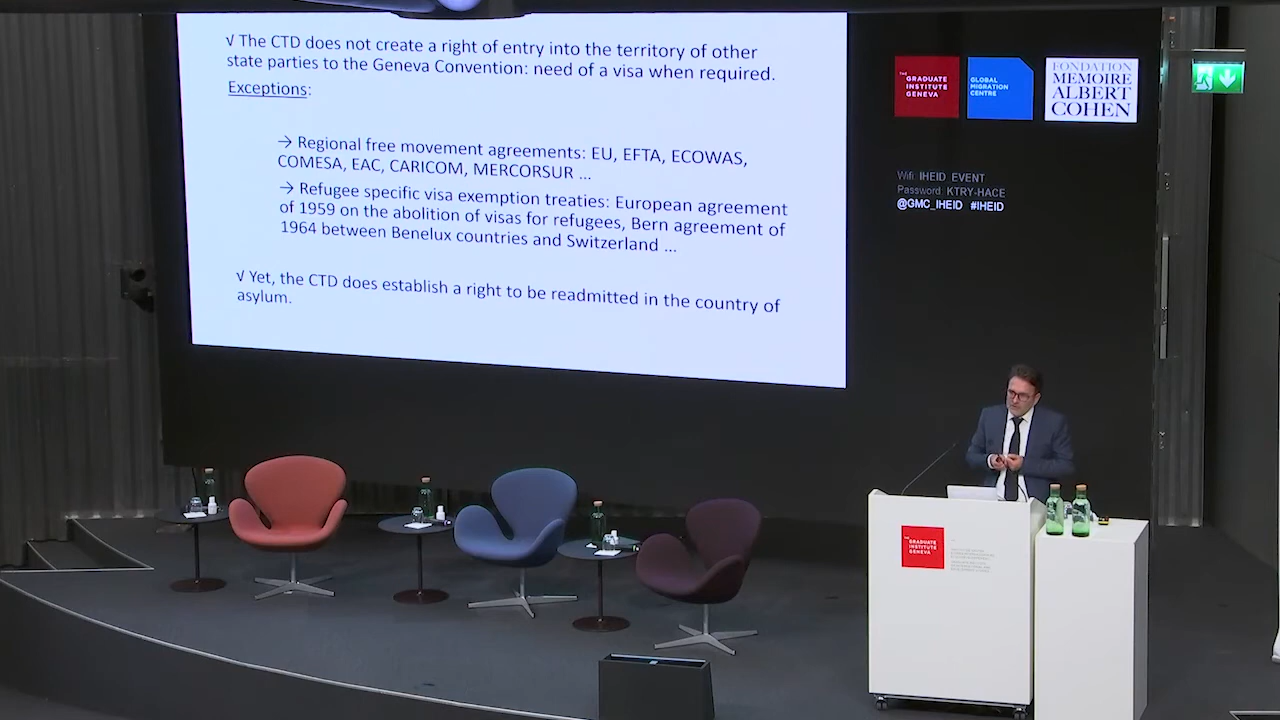 √ The CTD does not create a right of entry into the territory of other
state parties to the Geneva Convention: need of a visa when required.
Exceptions:
→ Regional free movement agreements: EU, EFTA, ECOWAS,
COMESA, EAC, CARICOM, MERCORSUR ...
→ Refugee specific visa exemption treaties: European agreement
of 1959 on the abolition of visas for refugees, Bern agreement of
1964 between Benelux countries and Switzerland ...
√ Yet, the CTD does establish a right to be readmitted in the country of
asylum.
THE
GRADUATE
INSTITUTE
GENEVA
GLOBAL
MIGRATION
CENTRE
FONDATION
MEMOIRE
ALBERT
COHEN
Wifi: IHEID_EVENT
Password: KTRY-HACE
@GMC_IHEID #IHEID
THE
GRADUATE
INSTITUTE
GENEVA